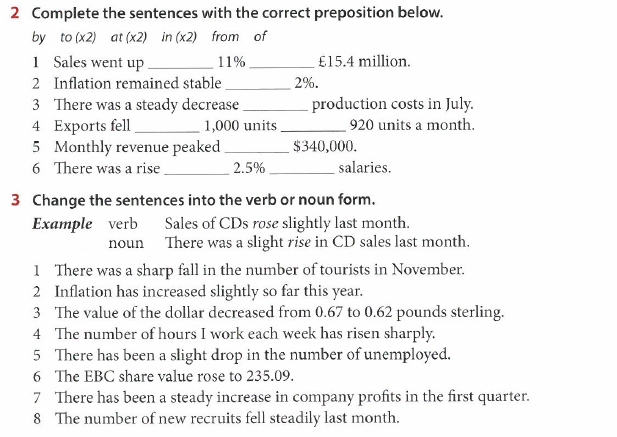 2 Complete the sentences with the correct preposition below.
by to (x2) at (x2) in (x2) from of
1 Sales went up ________ 11% ________ £15.4 million.
2 Inflation remained stable ________ 2%.
3 There was a steady decrease ________ production costs in July.
4 Exports fell ________ 1,000 units ________ 920 units a month.
5 Monthly revenue peaked ________ $340,000.
6 There was a rise ________ 2.5% ________ salaries.
3 Change the sentences into the verb or noun form.
Example verb Sales of CDs rose slightly last month.
noun There was a slight rise in CD sales last month.
1 There was a sharp fall in the number of tourists in November.
2 Inflation has increased slightly so far this year.
3 The value of the dollar decreased from 0.67 to 0.62 pounds sterling.
4 The number of hours I work each week has risen sharply.
5 There has been a slight drop in the number of unemployed.
6 The EBC share value rose to 235.09.
7 There has been a steady increase in company profits in the first quarter.
8 The number of new recruits fell steadily last month.